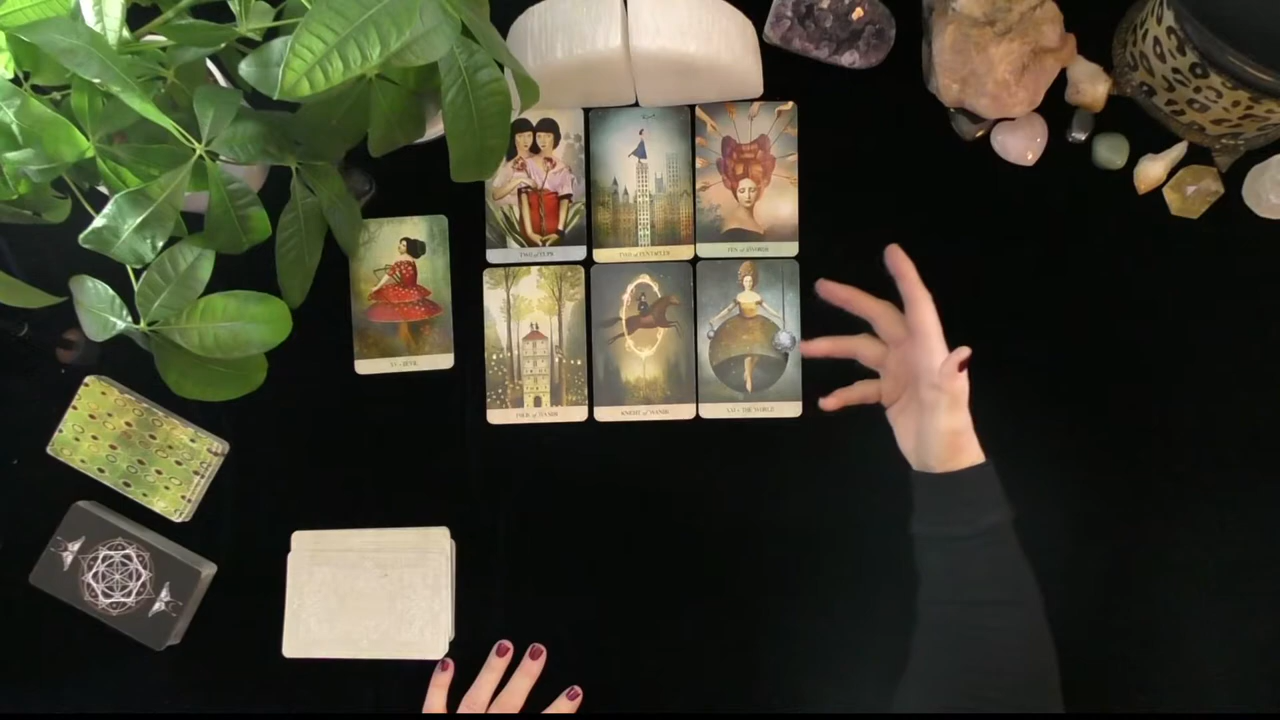 TWO of CUPS
TWO of PENTACLES
TEN of SWORDS
XV • DEVIL
FOUR of WANDS
KNIGHT of WANDS
XXI • THE WORLD